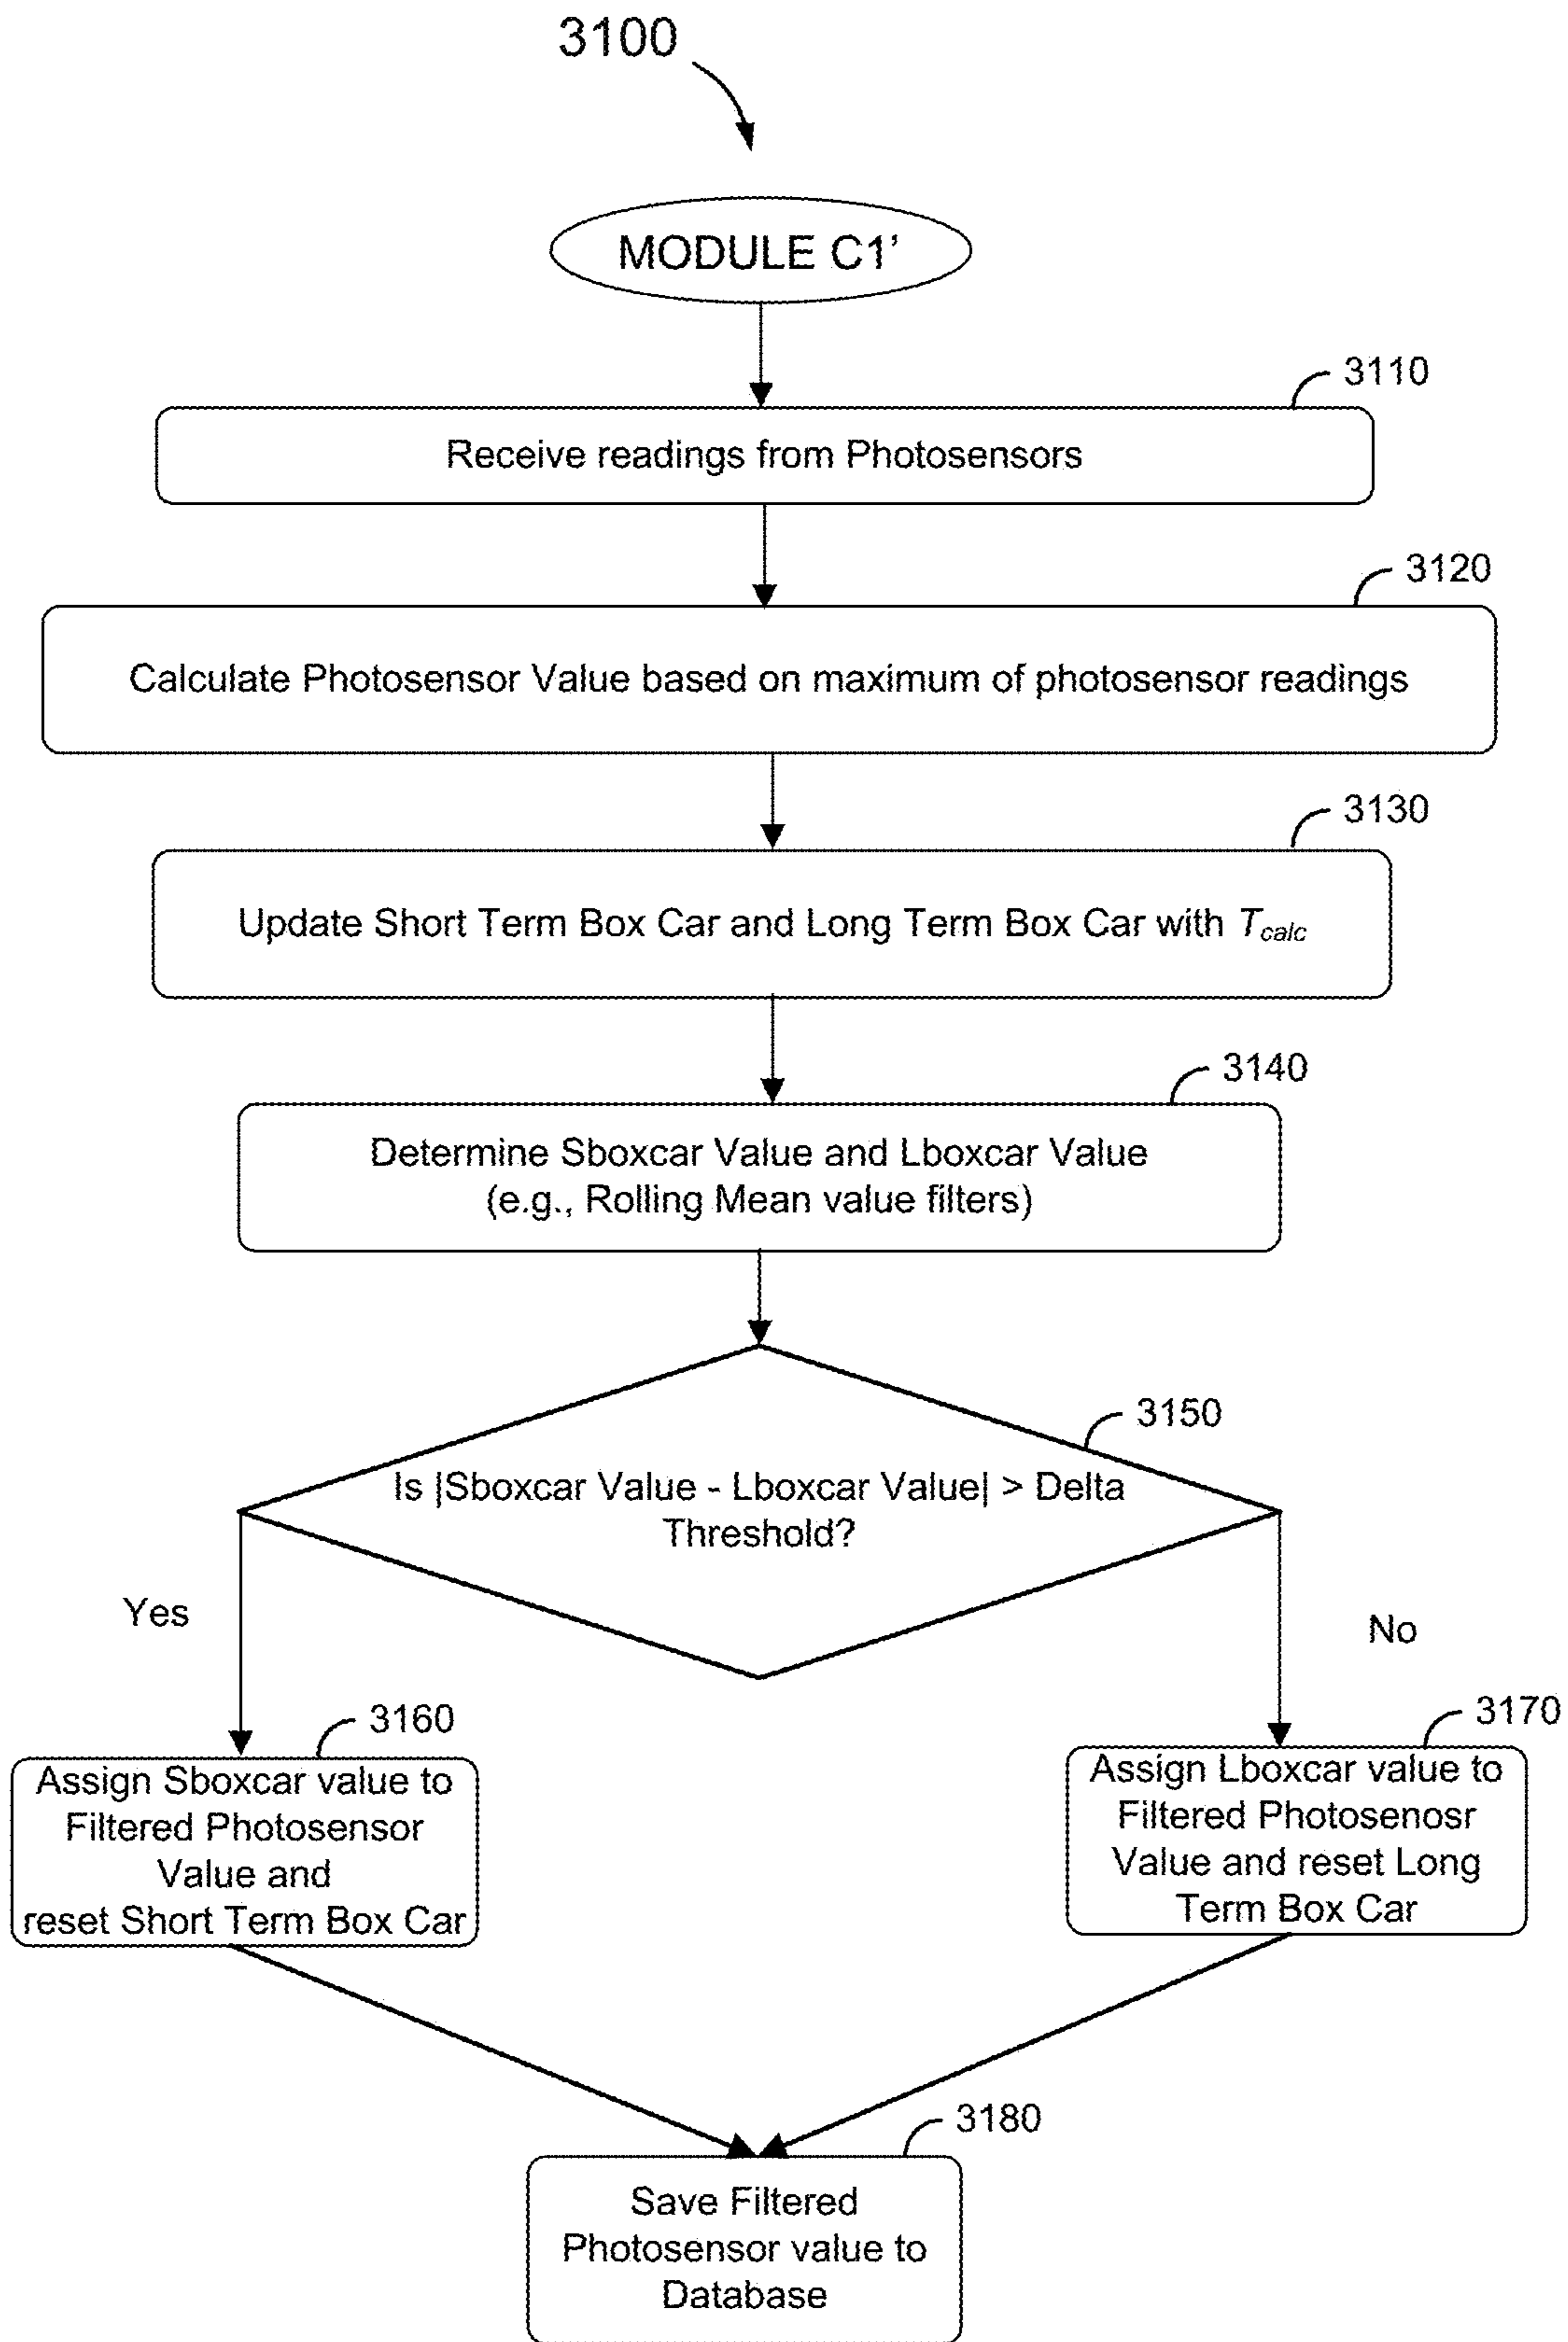 3100
MODULE C1’
3110
Receive readings from Photosensors
3120
Calculate Photosensor Value based on maximum of photosensor readings
3130
Update Short Term Box Car and Long Term Box Car with Tcalc
3140
Determine Sboxcar Value and Lboxcar Value
(e.g., Rolling Mean value filters)
3150
Is |Sboxcar Value - Lboxcar Value| > Delta
Threshold?
Yes
No
3160
Assign Sboxcar value to
Filtered Photosensor
Value and
reset Short Term Box Car
3170
Assign Lboxcar value to
Filtered Photosenosr
Value and reset Long
Term Box Car
3180
Save Filtered
Photosensor value to
Database